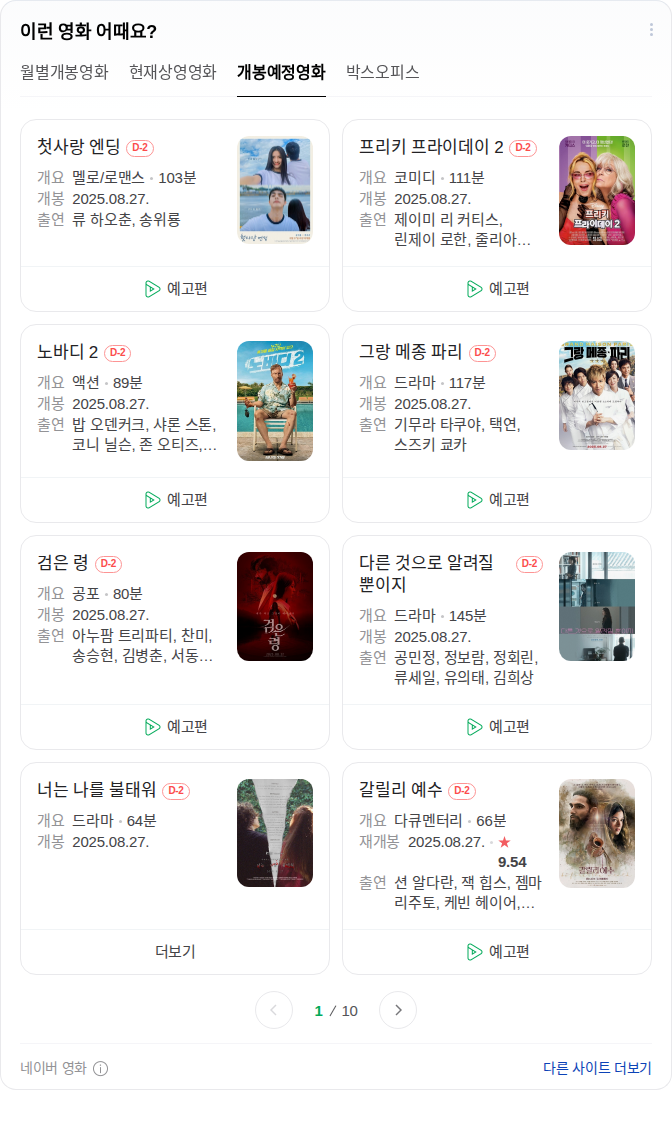 이런 영화 어때요?
월별개봉영화 현재상영영화 개봉예정영화 박스오피스
첫사랑 엔딩 D-2
개요 멜로/로맨스 · 103분
개봉 2025.08.27.
출연 류 하오춘, 송위룡
예고편
프리키 프라이데이 2 D-2
개요 코미디 · 111분
개봉 2025.08.27.
출연 제이미 리 커티스,
린제이 로한, 줄리아...
프리키
프라이데이 2
예고편
노바디 2 D-2
개요 액션 · 89분
개봉 2025.08.27.
출연 밥 오덴커크, 샤론 스톤,
코니 닐슨, 존 오티즈,...
노바디2
예고편
그랑 메종 파리 D-2
개요 드라마 · 117분
개봉 2025.08.27.
출연 기무라 타쿠야, 택연,
스즈키 쿄카
그랑 메종 파리
예고편
검은 령 D-2
개요 공포 · 80분
개봉 2025.08.27.
출연 아누팜 트리파티, 찬미,
송승현, 김병춘, 서동...
검은
령
예고편
다른 것으로 알려질 D-2
뿐이지
개요 드라마 · 145분
개봉 2025.08.27.
출연 공민정, 정보람, 정회린,
류세일, 유의태, 김희상
예고편
너는 나를 불태워 D-2
개요 드라마 · 64분
개봉 2025.08.27.
더보기
갈릴리 예수 D-2
개요 다큐멘터리 · 66분
재개봉 2025.08.27. · ★
9.54
출연 션 알다란, 잭 힙스, 젬마
리주토, 케빈 헤이어,...
갈릴리 예수
예고편
1 / 10
네이버 영화
다른 사이트 더보기